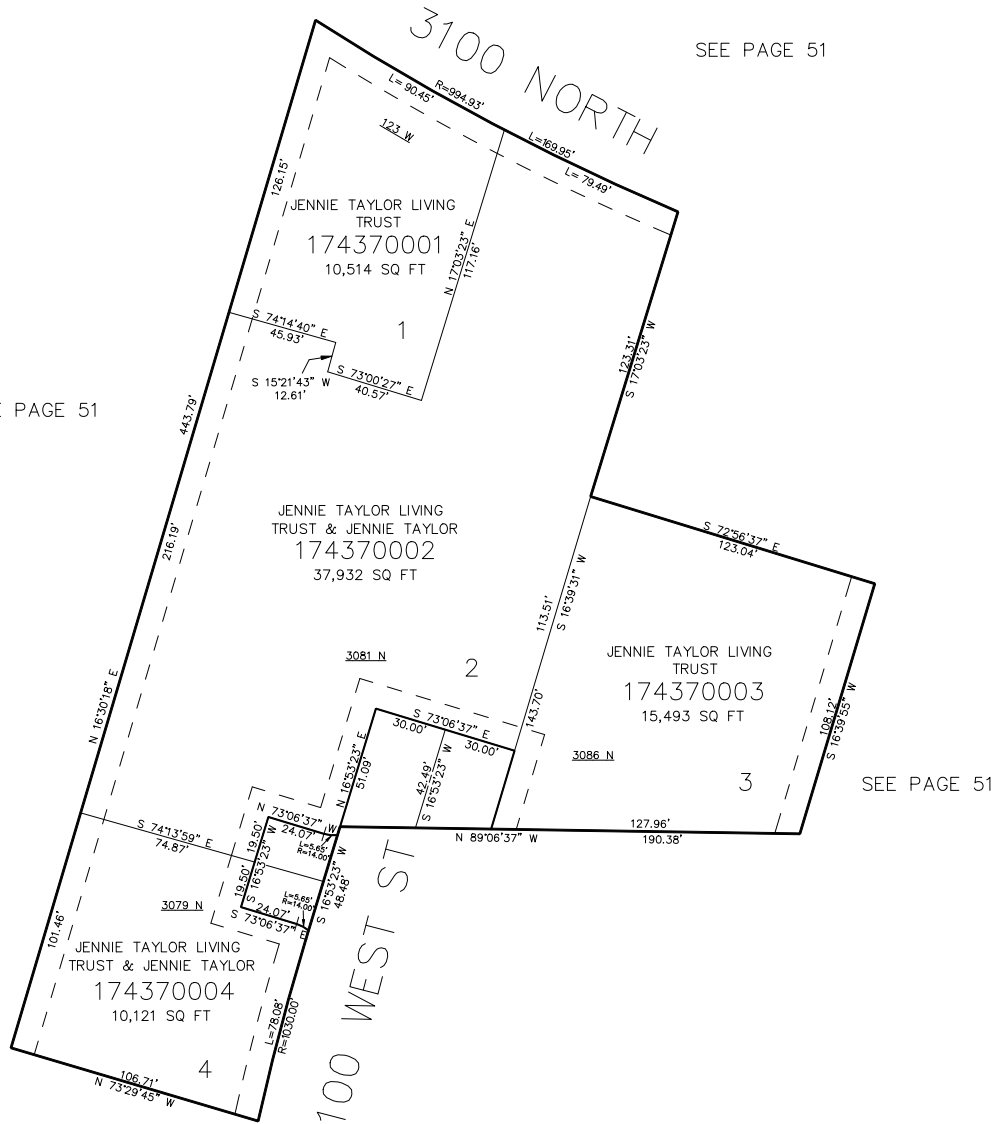 3100 NORTH
SEE PAGE 51
R=994.93'
L= 90.45'
123 W
L=169.95'
L= 79.49'
126.15'
JENNIE TAYLOR LIVING
TRUST
174370001
10,514 SQ FT
N 17°03'23" E
117.16'
1
S 74°14'40" E
45.93'
S 15°21'43" W
12.61'
S 73°00'27" E
40.57'
123.31'
S 17°03'23" W
E PAGE 51
443.79'
216.19'
JENNIE TAYLOR LIVING
TRUST & JENNIE TAYLOR
174370002
37,932 SQ FT
S 72°56'37" E
123.04'
113.51'
S 16°39'31" W
3081 N
2
JENNIE TAYLOR LIVING
TRUST
174370003
15,493 SQ FT
N 16°30'18" E
S 73°06'37" E
30.00'
30.00'
143.70'
108.12'
S 16°39'55" W
N 16°53'23" E
51.09'
42.49'
S 16°53'23" W
3086 N
3
SEE PAGE 51
N 73°06'37" W
24.07'
L=5.65'
R=14.00'
127.96'
N 89°06'37" W
190.38'
S 74°13'59" E
74.87'
19.50'
S 16°53'23" W
19.50'
S 16°53'23" W
48.48'
L=5.65'
R=14.00'
24.07'
S 73°06'37" E
3079 N
101.46'
JENNIE TAYLOR LIVING
TRUST & JENNIE TAYLOR
174370004
10,121 SQ FT
L=78.08'
R=1030.00'
4
106.71'
N 73°29'45" W
100 WEST ST